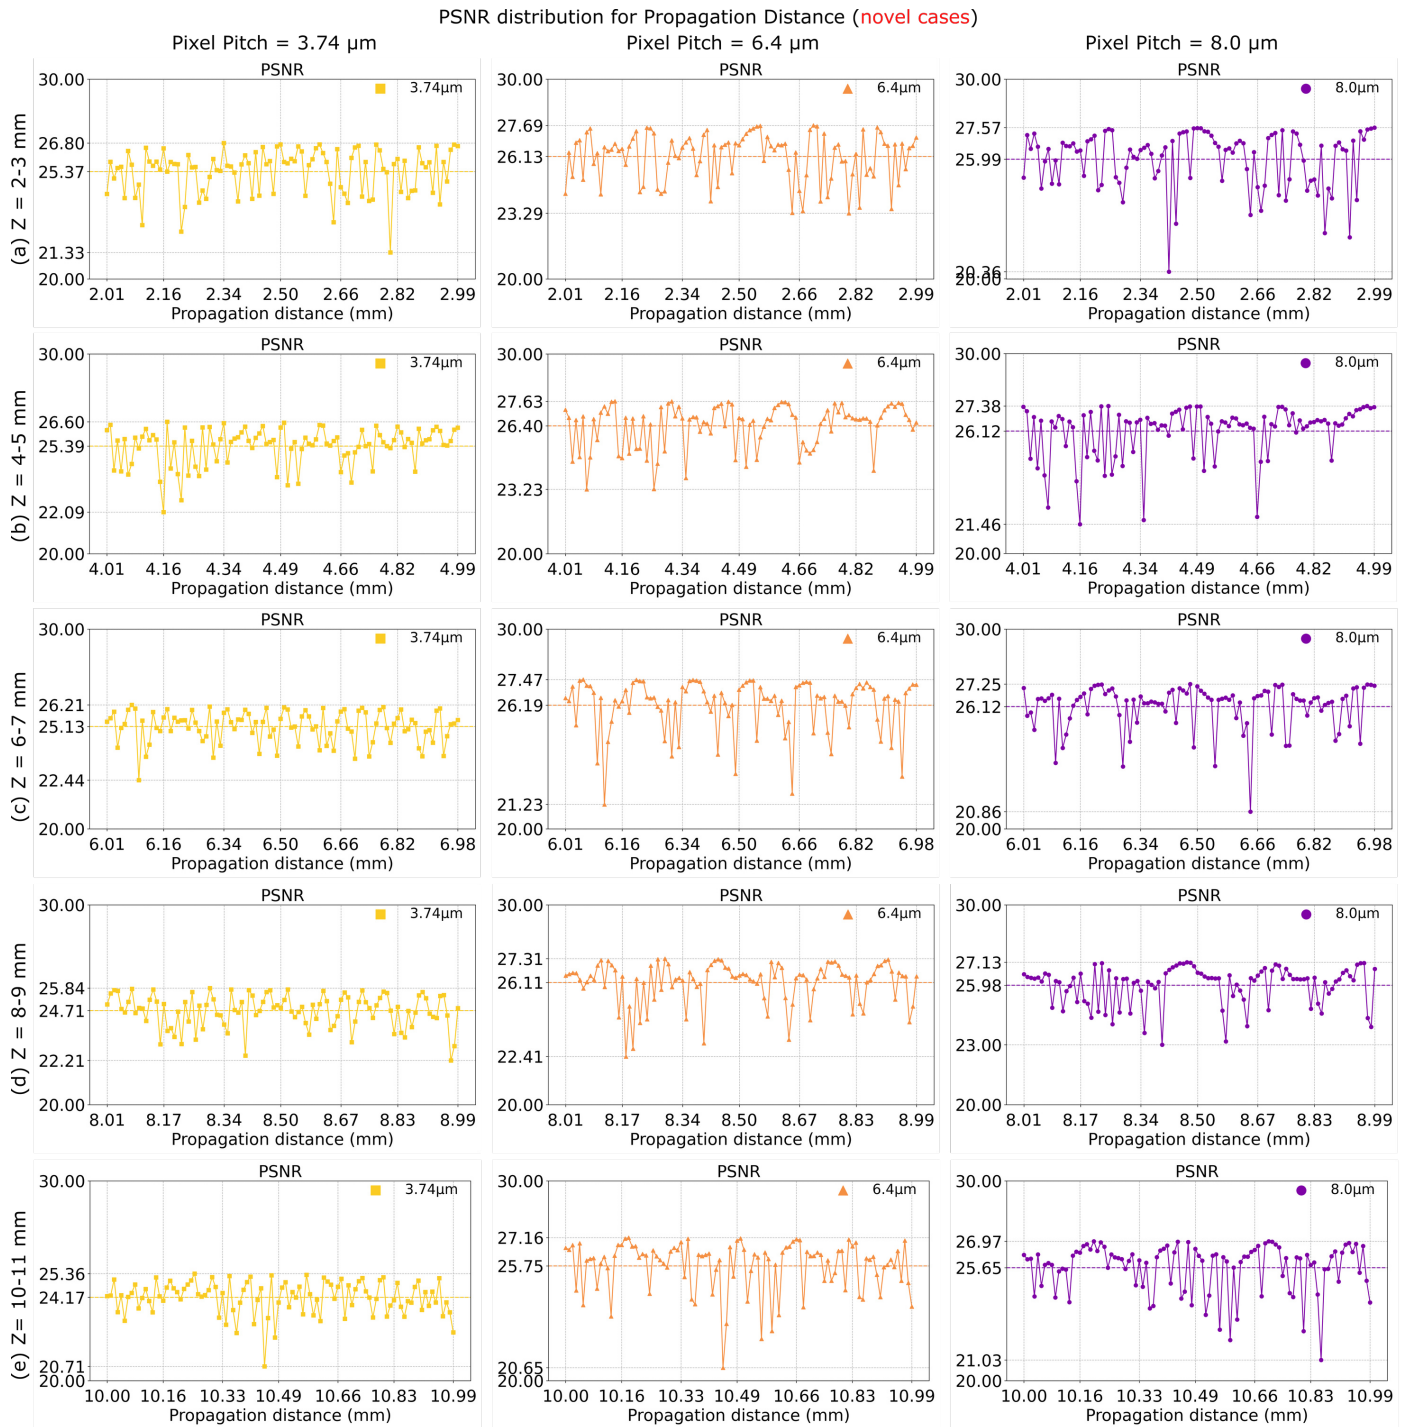 PSNR distribution for Propagation Distance (novel cases)
Pixel Pitch = 3.74 μm
Pixel Pitch = 6.4 μm
Pixel Pitch = 8.0 μm
(a) Z = 2-3 mm
PSNR
3.74μm
30.00
26.80
25.37
21.33
20.00
2.01 2.16 2.34 2.50 2.66 2.82 2.99
Propagation distance (mm)
PSNR
6.4μm
30.00
27.69
26.13
23.29
20.00
2.01 2.16 2.34 2.50 2.66 2.82 2.99
Propagation distance (mm)
PSNR
8.0μm
30.00
27.57
25.99
20.36
20.00
2.01 2.16 2.34 2.50 2.66 2.82 2.99
Propagation distance (mm)
(b) Z = 4-5 mm
PSNR
3.74μm
30.00
26.60
25.39
22.09
20.00
4.01 4.16 4.34 4.50 4.66 4.82 4.99
Propagation distance (mm)
PSNR
6.4μm
30.00
27.63
26.40
23.23
20.00
4.01 4.16 4.34 4.50 4.66 4.82 4.99
Propagation distance (mm)
PSNR
8.0μm
30.00
27.38
26.12
21.46
20.00
4.01 4.16 4.34 4.50 4.66 4.82 4.99
Propagation distance (mm)
(c) Z = 6-7 mm
PSNR
3.74μm
30.00
26.21
25.13
22.44
20.00
6.01 6.16 6.34 6.50 6.66 6.82 6.98
Propagation distance (mm)
PSNR
6.4μm
30.00
27.47
26.19
21.23
20.00
6.01 6.16 6.34 6.50 6.66 6.82 6.98
Propagation distance (mm)
PSNR
8.0μm
30.00
27.25
26.12
20.86
20.00
6.01 6.16 6.34 6.50 6.66 6.82 6.98
Propagation distance (mm)
(d) Z = 8-9 mm
PSNR
3.74μm
30.00
25.84
24.71
22.21
20.00
8.01 8.17 8.34 8.50 8.67 8.83 8.99
Propagation distance (mm)
PSNR
6.4μm
30.00
27.31
26.11
22.41
20.00
8.01 8.17 8.34 8.50 8.67 8.83 8.99
Propagation distance (mm)
PSNR
8.0μm
30.00
27.13
25.98
23.00
20.00
8.01 8.17 8.34 8.50 8.67 8.83 8.99
Propagation distance (mm)
(e) Z= 10-11 mm
PSNR
3.74μm
30.00
25.36
24.17
20.71
20.00
10.00 10.16 10.33 10.49 10.66 10.83 10.99
Propagation distance (mm)
PSNR
6.4μm
30.00
27.16
25.75
20.65
20.00
10.00 10.16 10.33 10.49 10.66 10.83 10.99
Propagation distance (mm)
PSNR
8.0μm
30.00
26.97
25.65
21.03
20.00
10.00 10.16 10.33 10.49 10.66 10.83 10.99
Propagation distance (mm)